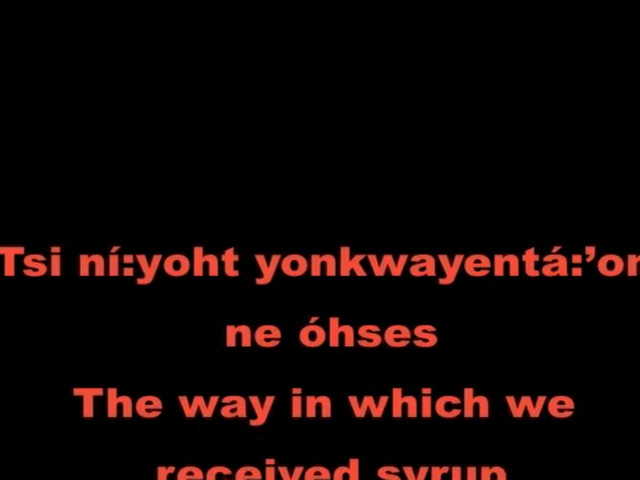 Tsi ní:yoht yonkwayentá:’on
ne óhses
The way in which we
received syrup